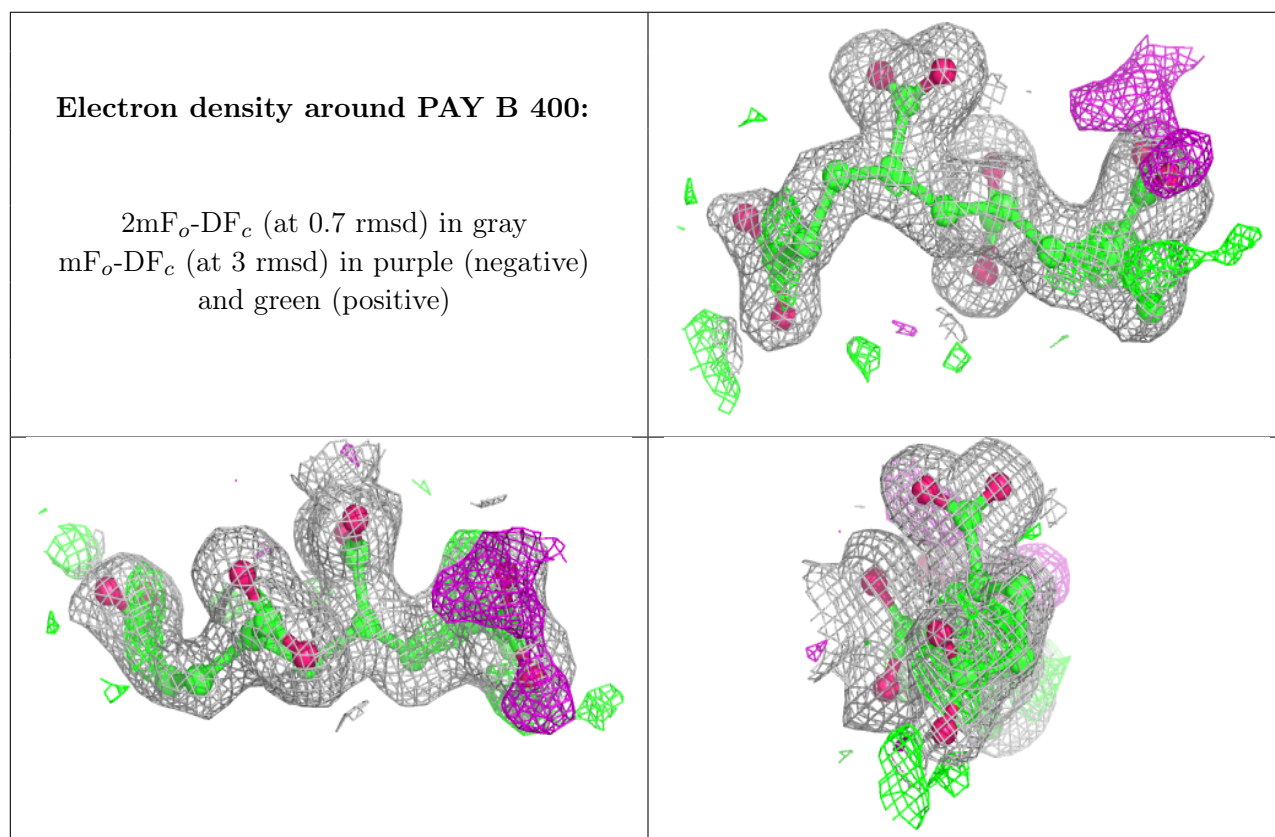 Electron density around PAY B 400:
2mFo-DFc (at 0.7 rmsd) in gray
mFo-DFc (at 3 rmsd) in purple (negative)
and green (positive)